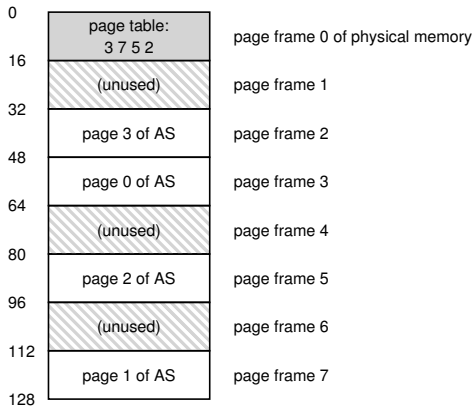 0
page table:
3 7 5 2
page frame 0 of physical memory
16
(unused)
page frame 1
32
page 3 of AS
page frame 2
48
page 0 of AS
page frame 3
64
(unused)
page frame 4
80
page 2 of AS
page frame 5
96
(unused)
page frame 6
112
page 1 of AS
page frame 7
128